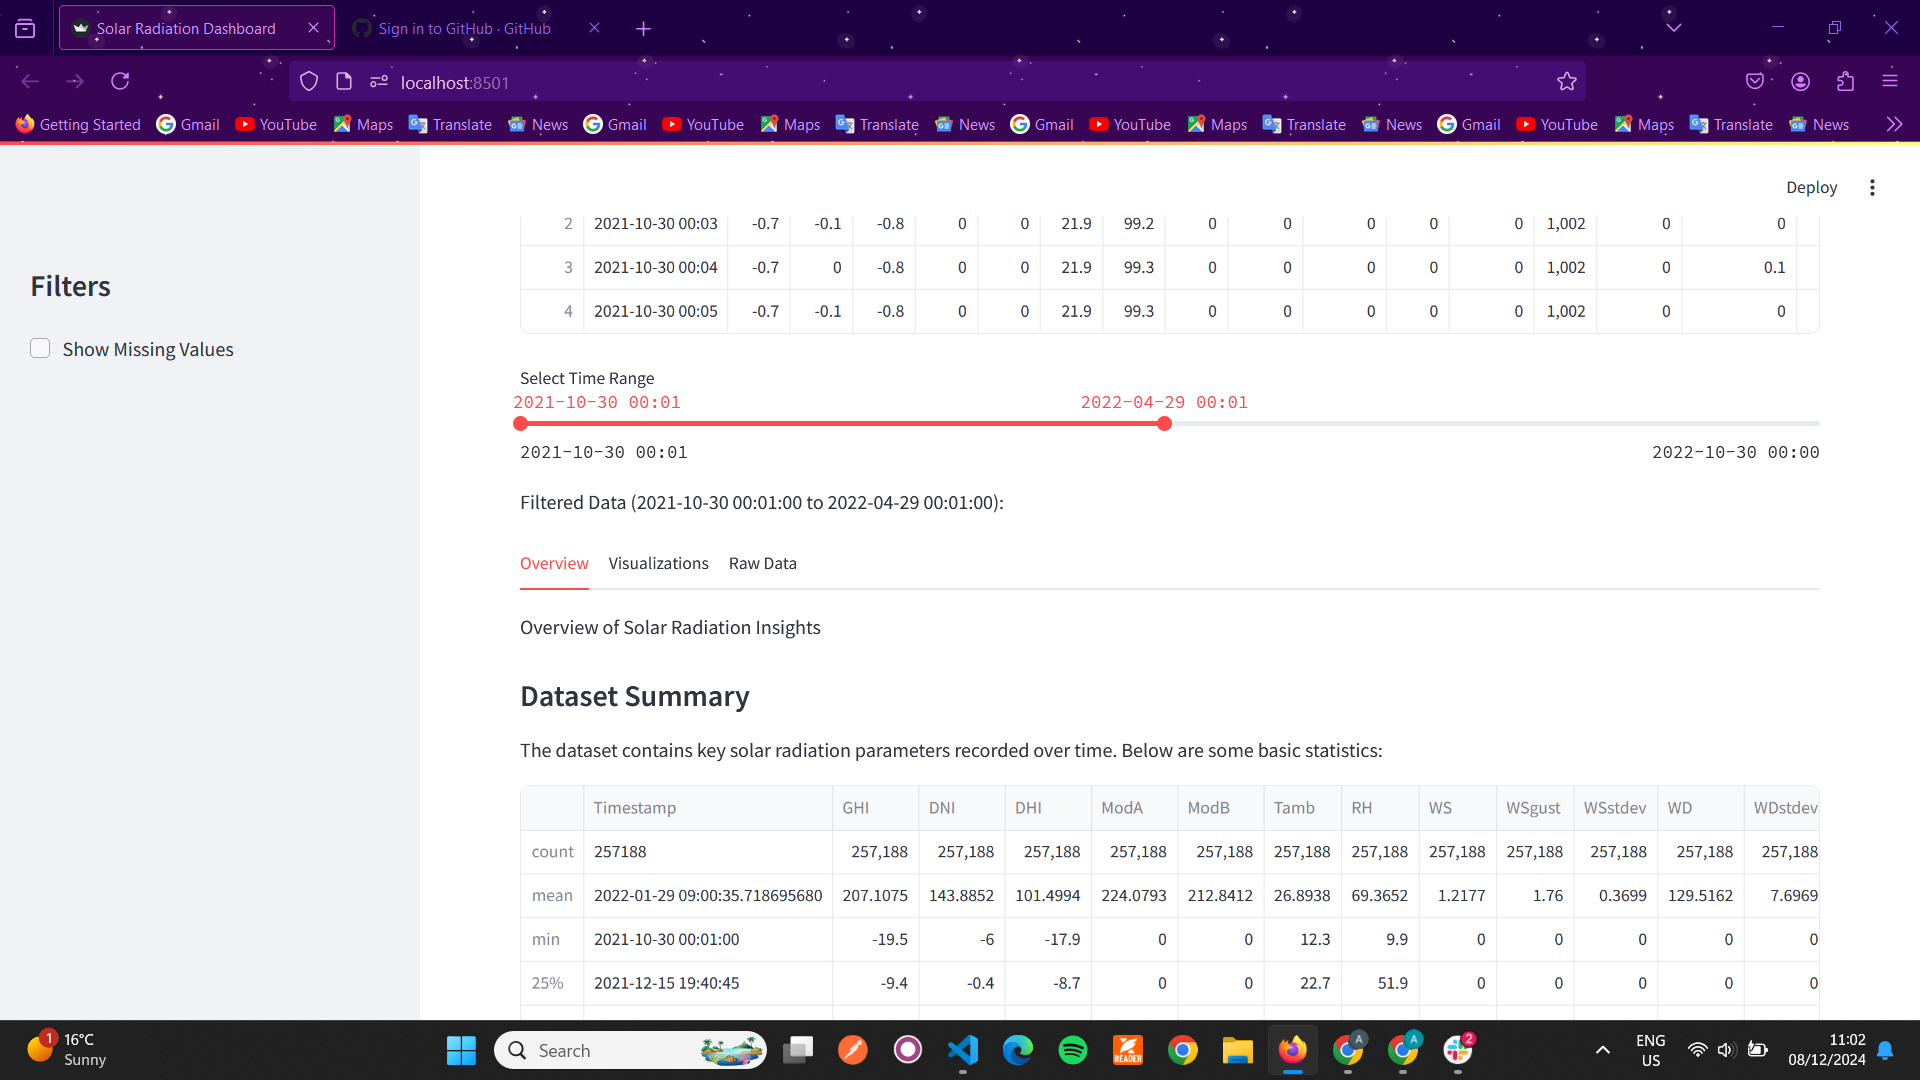 Solar Radiation Dashboard
Sign in to GitHub · GitHub
localhost:8501
Getting Started Gmail YouTube Maps Translate News Gmail YouTube Maps Translate News Gmail YouTube Maps Translate News Gmail YouTube Maps Translate News
Deploy
Filters
Show Missing Values
2 2021-10-30 00:03 -0.7 -0.1 -0.8 0 0 21.9 99.2 0 0 0 0 0 1,002 0 0
3 2021-10-30 00:04 -0.7 0 -0.8 0 0 21.9 99.3 0 0 0 0 0 1,002 0 0.1
4 2021-10-30 00:05 -0.7 -0.1 -0.8 0 0 21.9 99.3 0 0 0 0 0 1,002 0 0
Select Time Range
2021-10-30 00:01 2022-04-29 00:01
2021-10-30 00:01 2022-10-30 00:00
Filtered Data (2021-10-30 00:01:00 to 2022-04-29 00:01:00):
Overview Visualizations Raw Data
Overview of Solar Radiation Insights
Dataset Summary
The dataset contains key solar radiation parameters recorded over time. Below are some basic statistics:
Timestamp GHI DNI DHI ModA ModB Tamb RH WS WSgust WSstdev WD WDstdev
count 257188 257,188 257,188 257,188 257,188 257,188 257,188 257,188 257,188 257,188 257,188 257,188 257,188
mean 2022-01-29 09:00:35.718695680 207.1075 143.8852 101.4994 224.0793 212.8412 26.8938 69.3652 1.2177 1.76 0.3699 129.5162 7.6969
min 2021-10-30 00:01:00 -19.5 -6 -17.9 0 0 12.3 9.9 0 0 0 0 0
25% 2021-12-15 19:40:45 -9.4 -0.4 -8.7 0 0 22.7 51.9 0 0 0 0 0
1
16°C
Sunny
Search
READER
A
A
2
ENG
US
11:02
08/12/2024